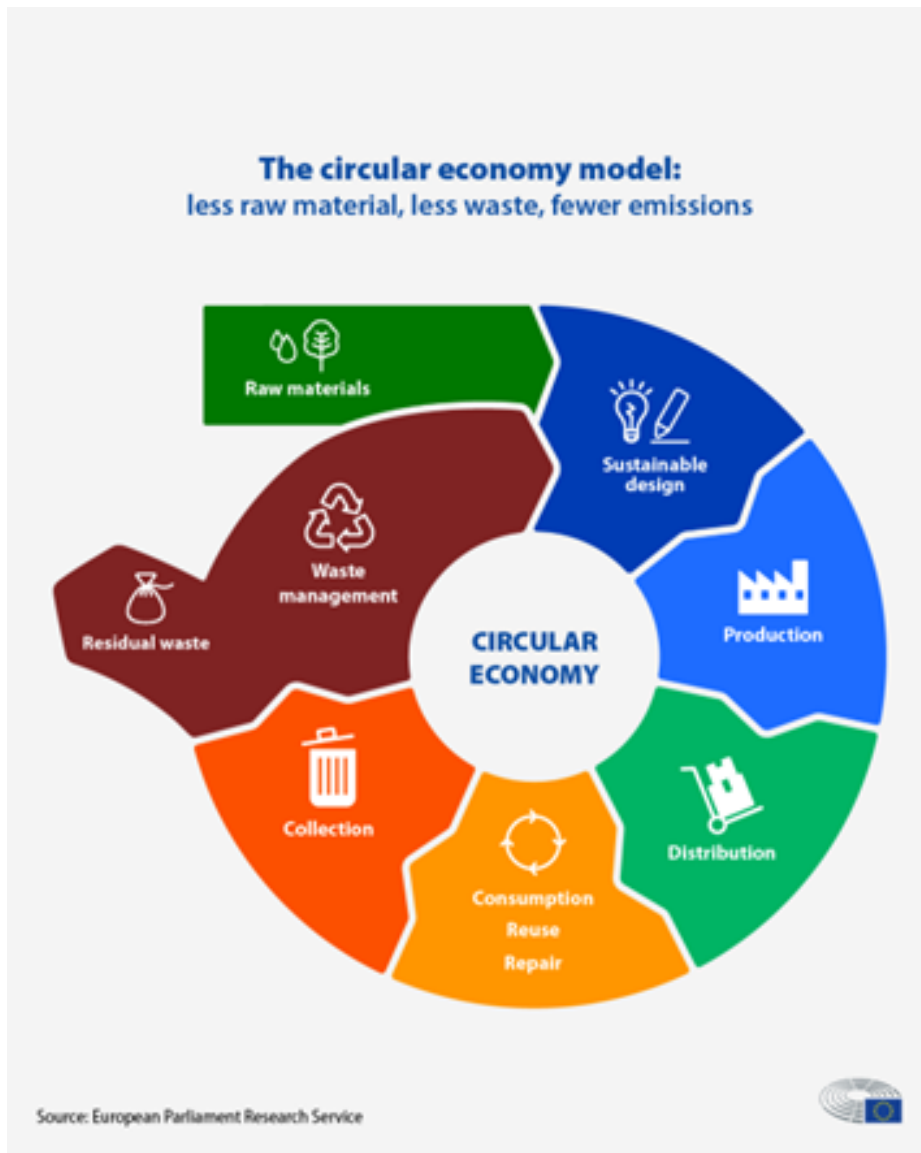 The circular economy model:
less raw material, less waste, fewer emissions
Raw materials
Sustainable
design
Waste
management
Residual waste
Production
CIRCULAR
ECONOMY
Collection
Distribution
Consumption
Reuse
Repair
Source: European Parliament Research Service